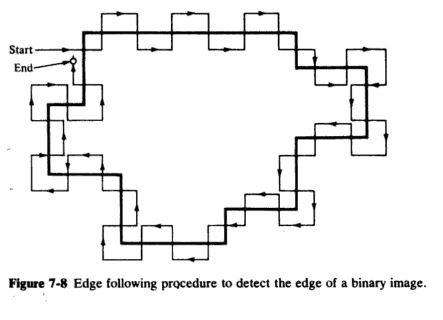 Start
End
Figure 7-8 Edge following procedure to detect the edge of a binary image.